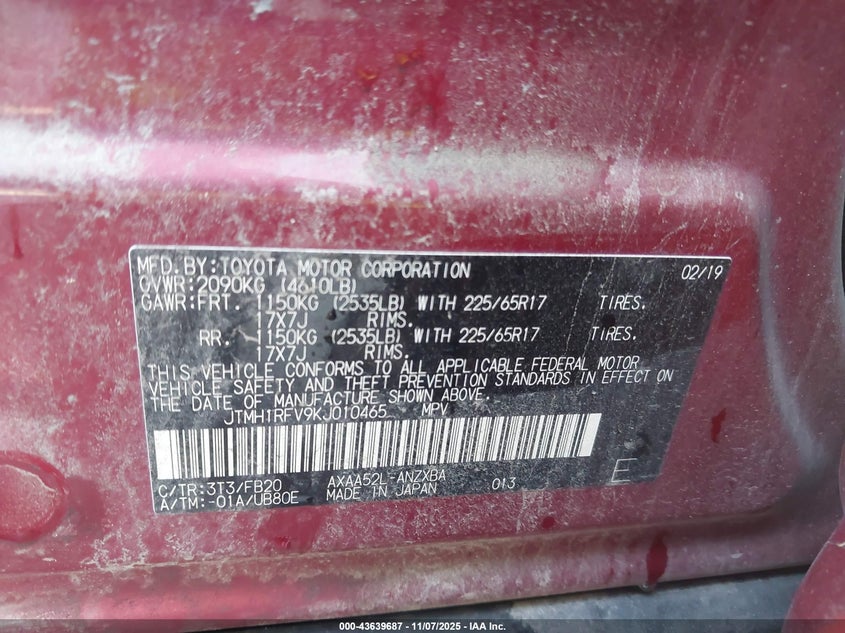 MFD.BY:TOYOTA MOTOR CORPORATION 02/19
GVWR:2090KG (4610LB)
GAWR:FRT. 1150KG (2535LB) WITH 225/65R17 TIRES.
17X7J RIMS.
RR. 1150KG (2535LB) WITH 225/65R17 TIRES.
17X7J RIMS.
THIS VEHICLE CONFORMS TO ALL APPLICABLE FEDERAL MOTOR
VEHICLE SAFETY AND THEFT PREVENTION STANDARDS IN EFFECT ON
THE DATE OF MANUFACTURE SHOWN ABOVE.
JTMH1RFV9KJ010465 MPV
C/TR:3T3/FB20 AXAA52L-ANZXBA E
A/TM:-01A/UB80E MADE IN JAPAN 013
000-43639687 - 11/07/2025 - IAA Inc.